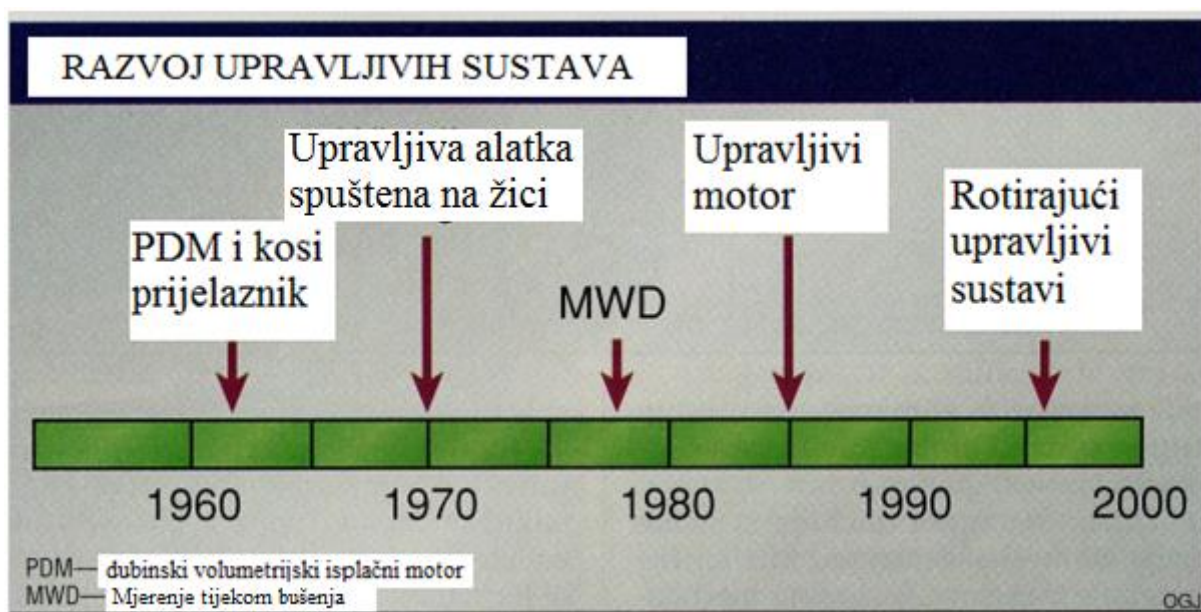 RAZVOJ UPRAVLJIVIH SUSTAVA
Upravljiva alatka
spuštena na žici
Upravljivi
motor
Rotirajući
upravljivi
sustavi
PDM i kosi
prijelaznik
MWD
1960
1970
1980
1990
2000
PDM— dubinski volumetrijski isplačni motor
MWD— Mjerenje tijekom bušenja
OGJ